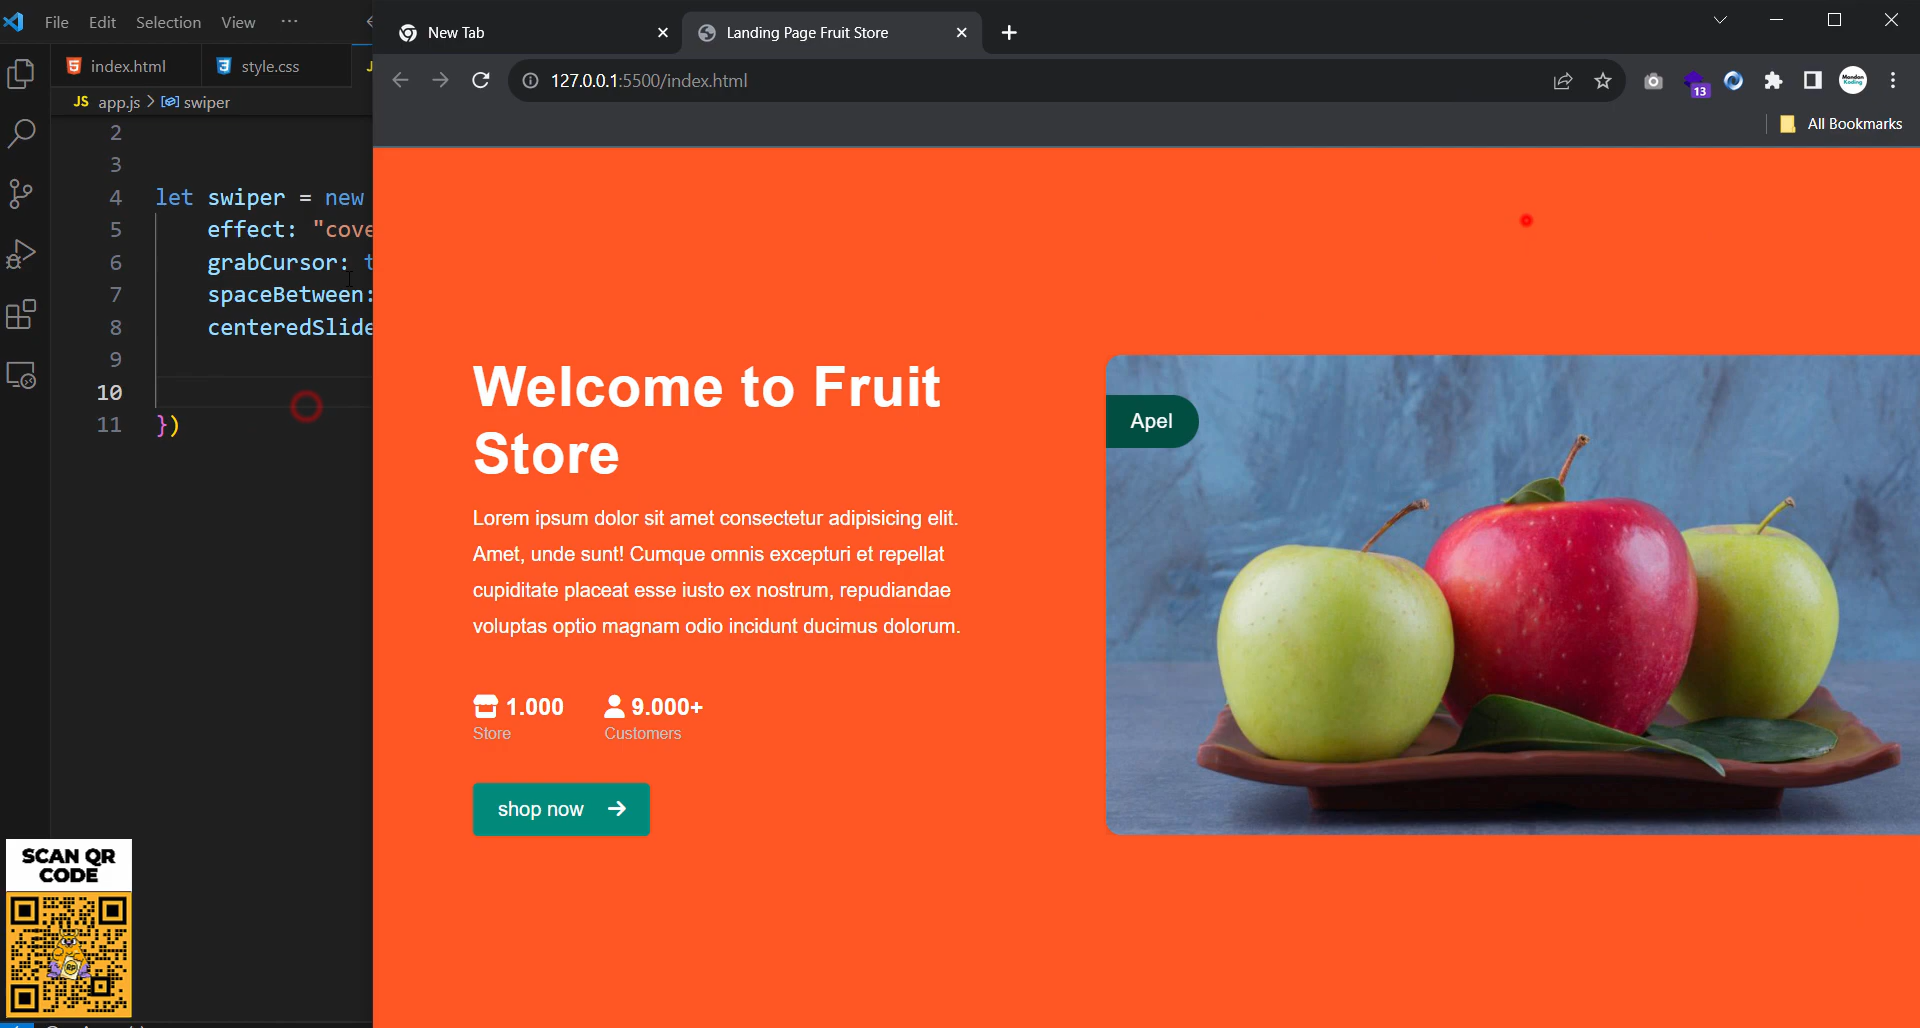 File Edit Selection View ···
index.html
style.css
JS app.js > swiper
2
3
4 let swiper = new
5 effect: "cove
6 grabCursor: t
7 spaceBetween:
8 centeredSlide
9
10
11 })
New Tab
Landing Page Fruit Store
127.0.0.1:5500/index.html
13
Mondan
Koding
All Bookmarks
Welcome to Fruit
Store
Lorem ipsum dolor sit amet consectetur adipisicing elit.
Amet, unde sunt! Cumque omnis excepturi et repellat
cupiditate placeat esse iusto ex nostrum, repudiandae
voluptas optio magnam odio incidunt ducimus dolorum.
1.000
Store
9.000+
Customers
shop now
Apel
SCAN QR
CODE